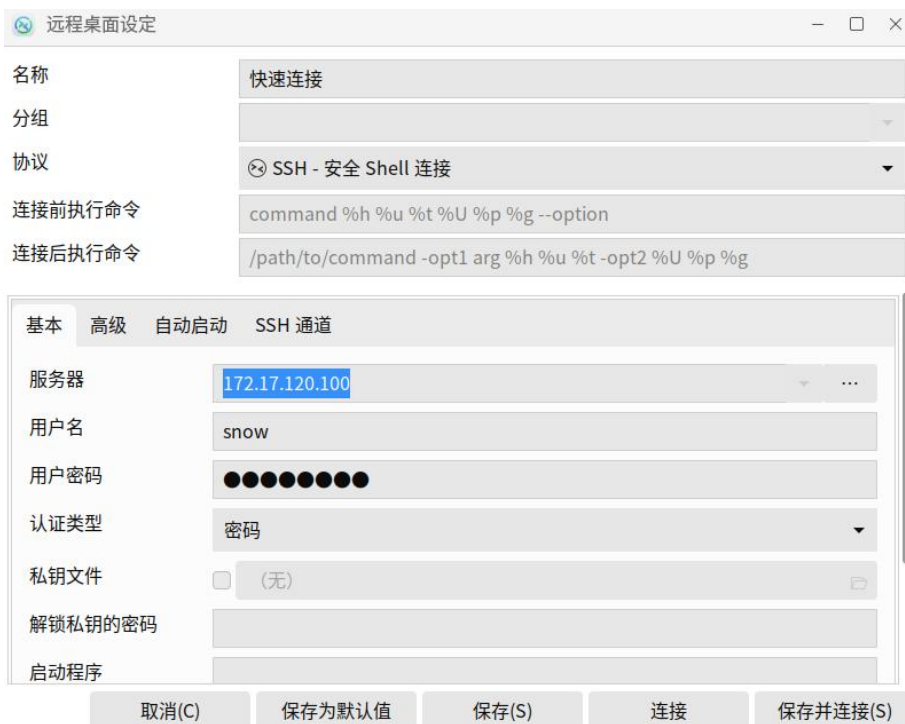 远程桌面设定
名称 快速连接
分组
协议 SSH - 安全 Shell 连接
连接前执行命令 command %h %u %t %U %p %g --option
连接后执行命令 /path/to/command -opt1 arg %h %u %t -opt2 %U %p %g
基本 高级 自动启动 SSH 通道
服务器 172.17.120.100 ...
用户名 snow
用户密码 ●●●●●●●●
认证类型 密码
私钥文件 （无）
解锁私钥的密码
启动程序
取消(C) 保存为默认值 保存(S) 连接 保存并连接(S)